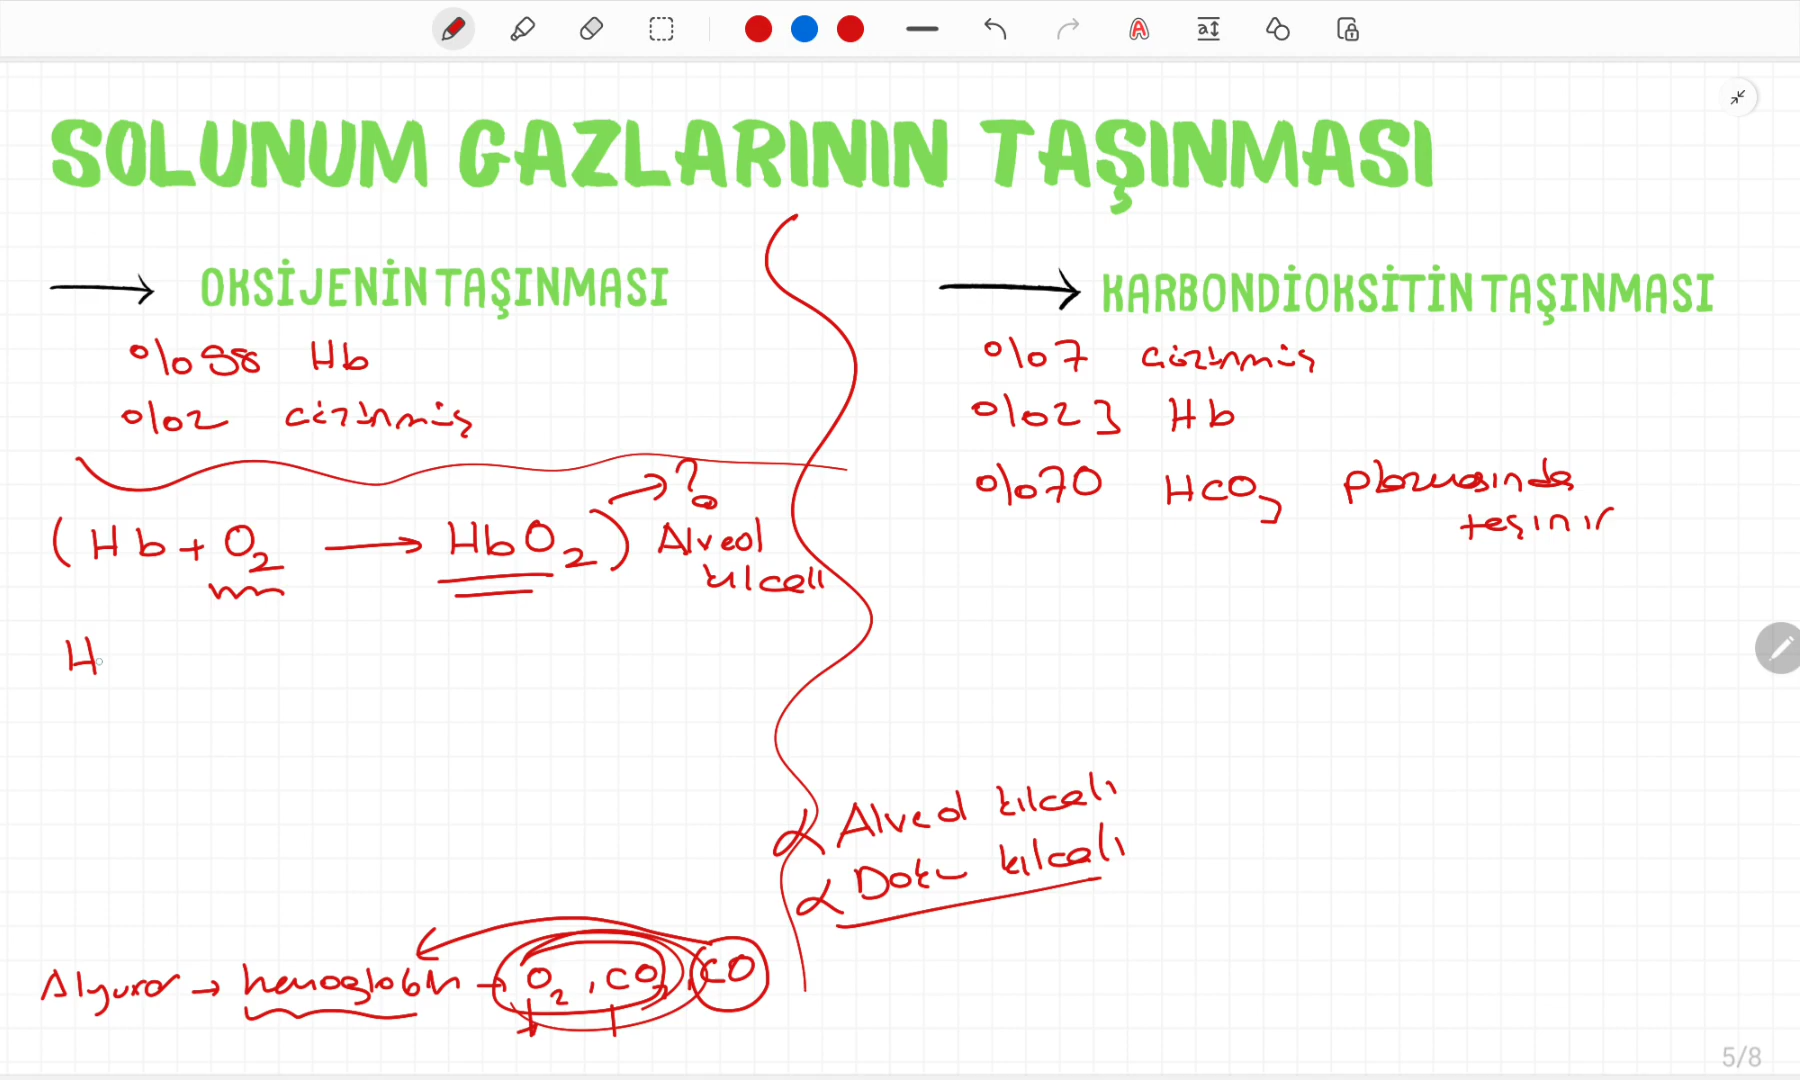 SOLUNUM GAZLARININ TAŞINMASI
OKSİJENİN TAŞINMASI
%98 Hb
%2 çözünmüş
(Hb + O2 → HbO2) → ?
Alveol
kılcalı
H
KARBONDİOKSİTİN TAŞINMASI
%7 çözünmüş
%23 Hb
%70 HCO3 plazmasında
taşınır
Alveol kılcalı
Doku kılcalı
Alyuvar → hemoglobin → O2, CO2, CO
5/8